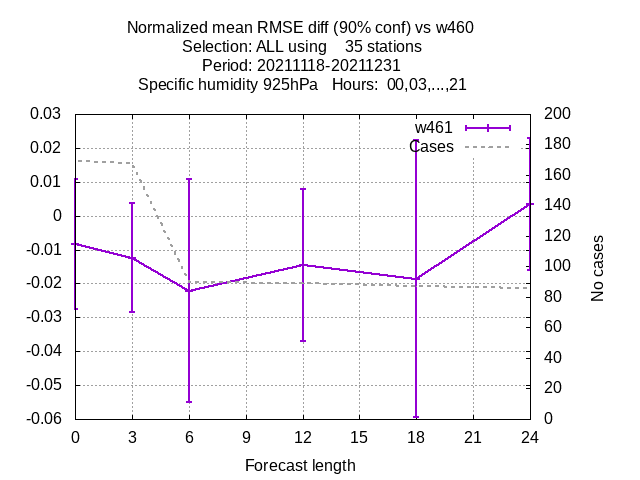 Normalized mean RMSE diff (90% conf) vs w460
Selection: ALL using    35 stations
Period: 20211118-20211231
Specific humidity 925hPa   Hours:  00,03,...,21
w461
Cases
0.03
0.02
0.01
0
-0.01
-0.02
-0.03
-0.04
-0.05
-0.06
200
180
160
140
120
100
80
60
40
20
0
No cases
0 3 6 9 12 15 18 21 24
Forecast length